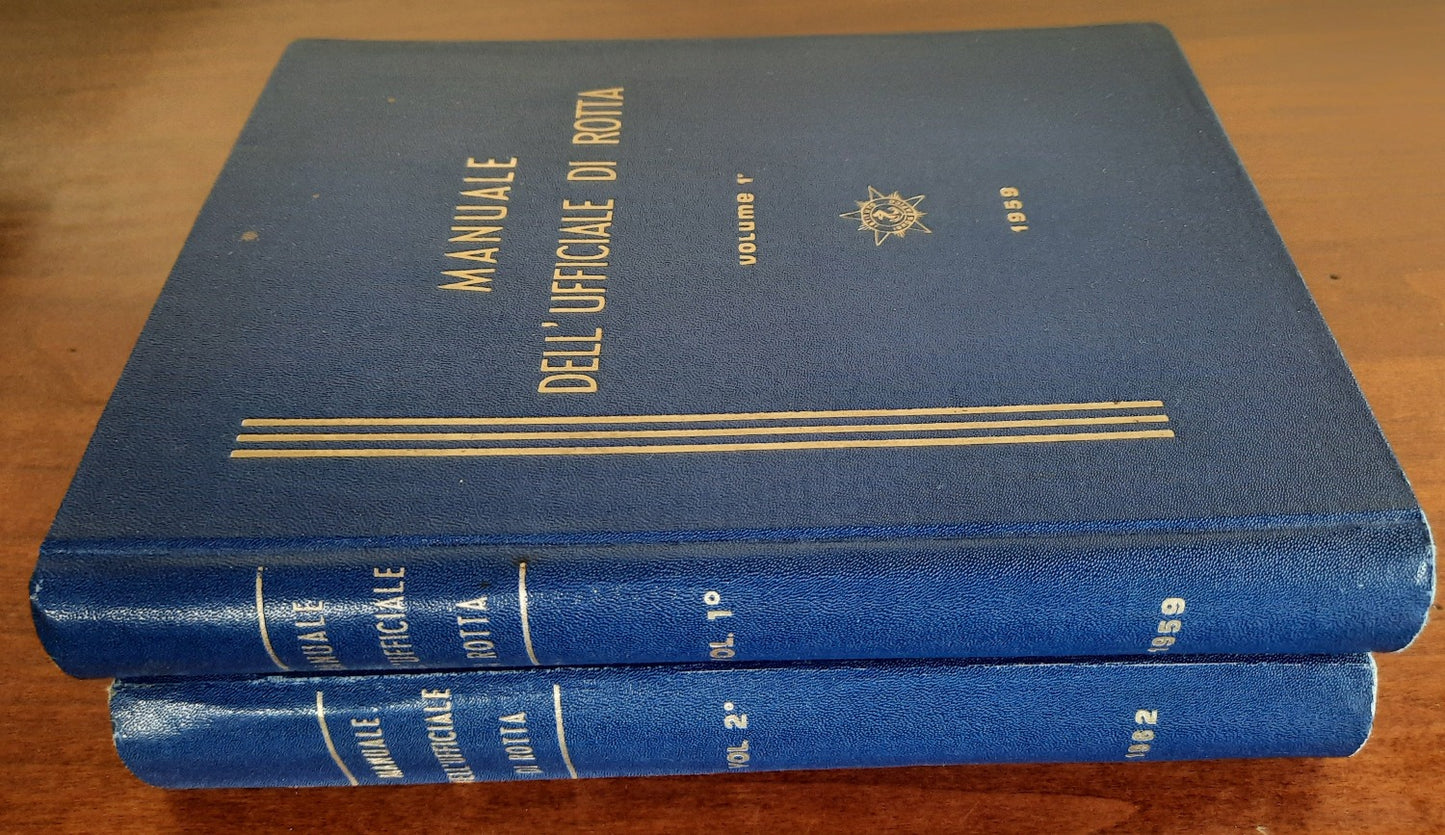 MANUALE
DELL'UFFICIALE DI ROTTA
VOLUME 1°
1959
MANUALE
UFFICIALE
ROTTA
VOL. 1°
1959
MANUALE
DELL'UFFICIALE
DI ROTTA
VOL. 2°
1962